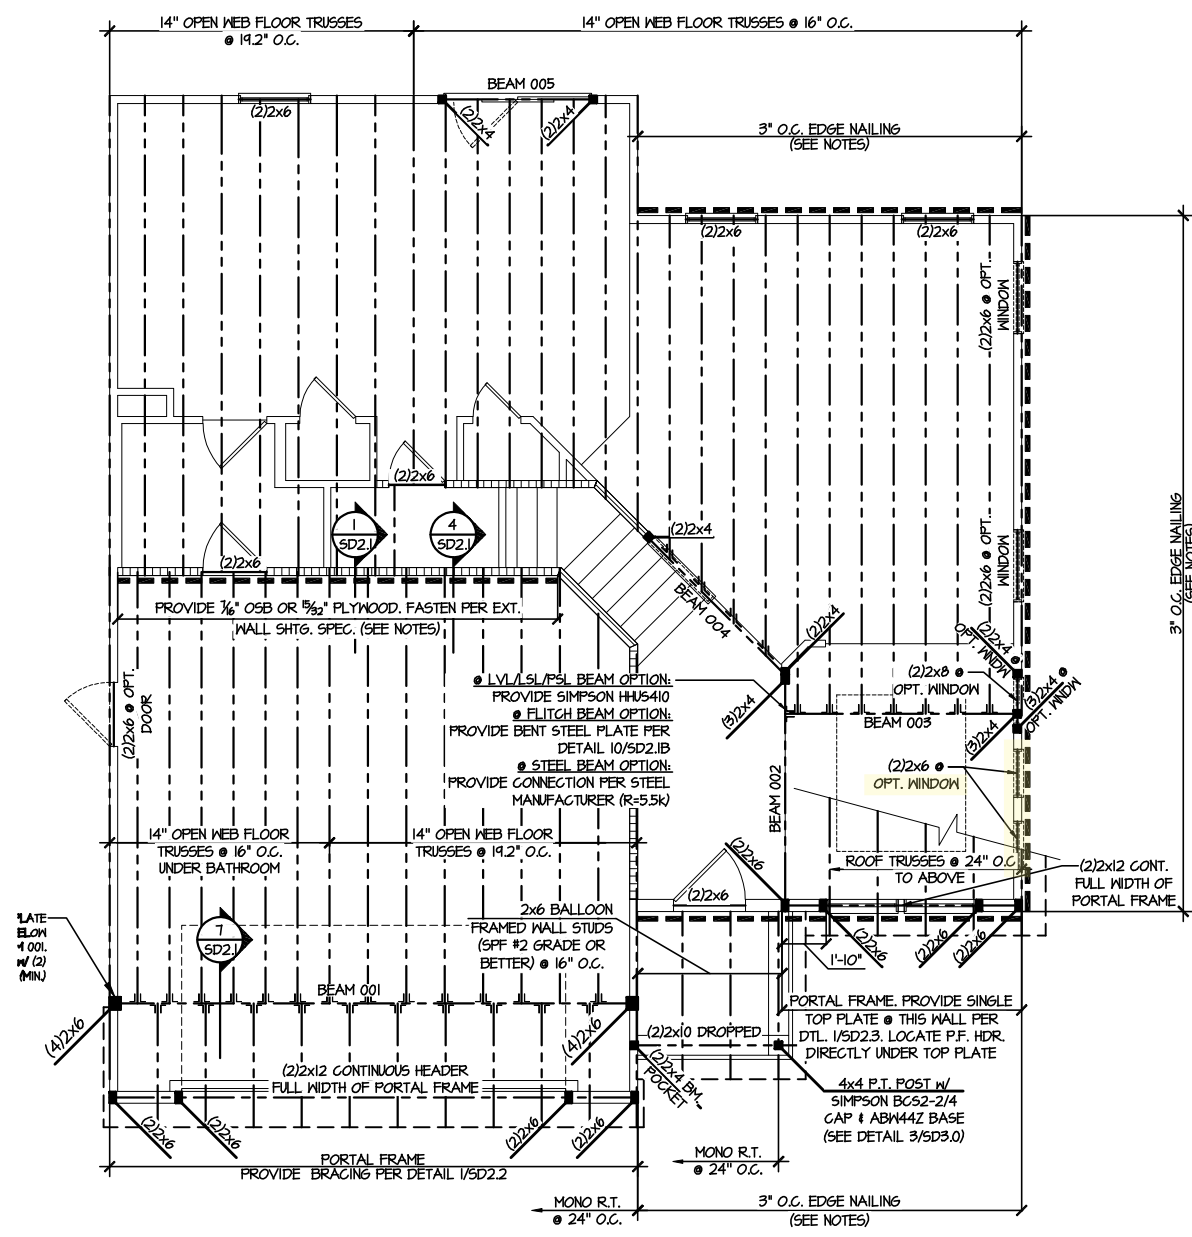 14" OPEN WEB FLOOR TRUSSES
@ 19.2" O.C.
14" OPEN WEB FLOOR TRUSSES @ 16" O.C.
BEAM 005
(2)2x6
(2)2x4
(2)2x4
3" O.C. EDGE NAILING
(SEE NOTES)
(2)2x6
(2)2x6
(2)2x6 @ OPT.
WINDOW
(2)2x6
1
SD2.1
4
SD2.1
(2)2x4
(2)2x6
(2)2x6 @ OPT.
WINDOW
3" O.C. EDGE NAILING
(SEE NOTES)
PROVIDE 7/16" OSB OR 15/32" PLYWOOD. FASTEN PER EXT.
WALL SHTG. SPEC. (SEE NOTES)
BEAM 004
(2)2x4
(2)2x4 @
OPT. WNDW
(2)2x6 @ OPT.
DOOR
@ LVL/LSL/PSL BEAM OPTION:
PROVIDE SIMPSON HHUS410
@ FLITCH BEAM OPTION:
PROVIDE BENT STEEL PLATE PER
DETAIL 10/SD2.1B
@ STEEL BEAM OPTION:
PROVIDE CONNECTION PER STEEL
MANUFACTURER (R=5.5k)
(3)2x4
(2)2x8 @
OPT. WINDOW
BEAM 003
(3)2x4 @
OPT. WNDW
(3)2x4
BEAM 002
(2)2x6 @
OPT. WINDOW
14" OPEN WEB FLOOR
TRUSSES @ 16" O.C.
UNDER BATHROOM
14" OPEN WEB FLOOR
TRUSSES @ 19.2" O.C.
(2)2x6
(2)2x6
ROOF TRUSSES @ 24" O.C.
TO ABOVE
(2)2x12 CONT.
FULL WIDTH OF
PORTAL FRAME
2x6 BALLOON
FRAMED WALL STUDS
(SPF #2 GRADE OR
BETTER) @ 16" O.C.
(2)2x6
(2)2x6
(2)2x6
1'-10"
LATE
ELOW
1 001.
W/ (2)
(MIN.)
7
SD2.1
BEAM 001
(4)2x6
(4)2x6
(2)2x10 DROPPED
PORTAL FRAME. PROVIDE SINGLE
TOP PLATE @ THIS WALL PER
DTL. 1/SD2.3. LOCATE P.F. HDR.
DIRECTLY UNDER TOP PLATE
(2)2x4 BM.
POCKET
(2)2x12 CONTINUOUS HEADER
FULL WIDTH OF PORTAL FRAME
4x4 P.T. POST W/
SIMPSON BCS2-2/4
CAP & ABW44Z BASE
(SEE DETAIL 3/SD3.0)
(2)2x6
(2)2x6
(2)2x6
(2)2x6
PORTAL FRAME
PROVIDE BRACING PER DETAIL 1/SD2.2
MONO R.T.
@ 24" O.C.
MONO R.T.
@ 24" O.C.
3" O.C. EDGE NAILING
(SEE NOTES)